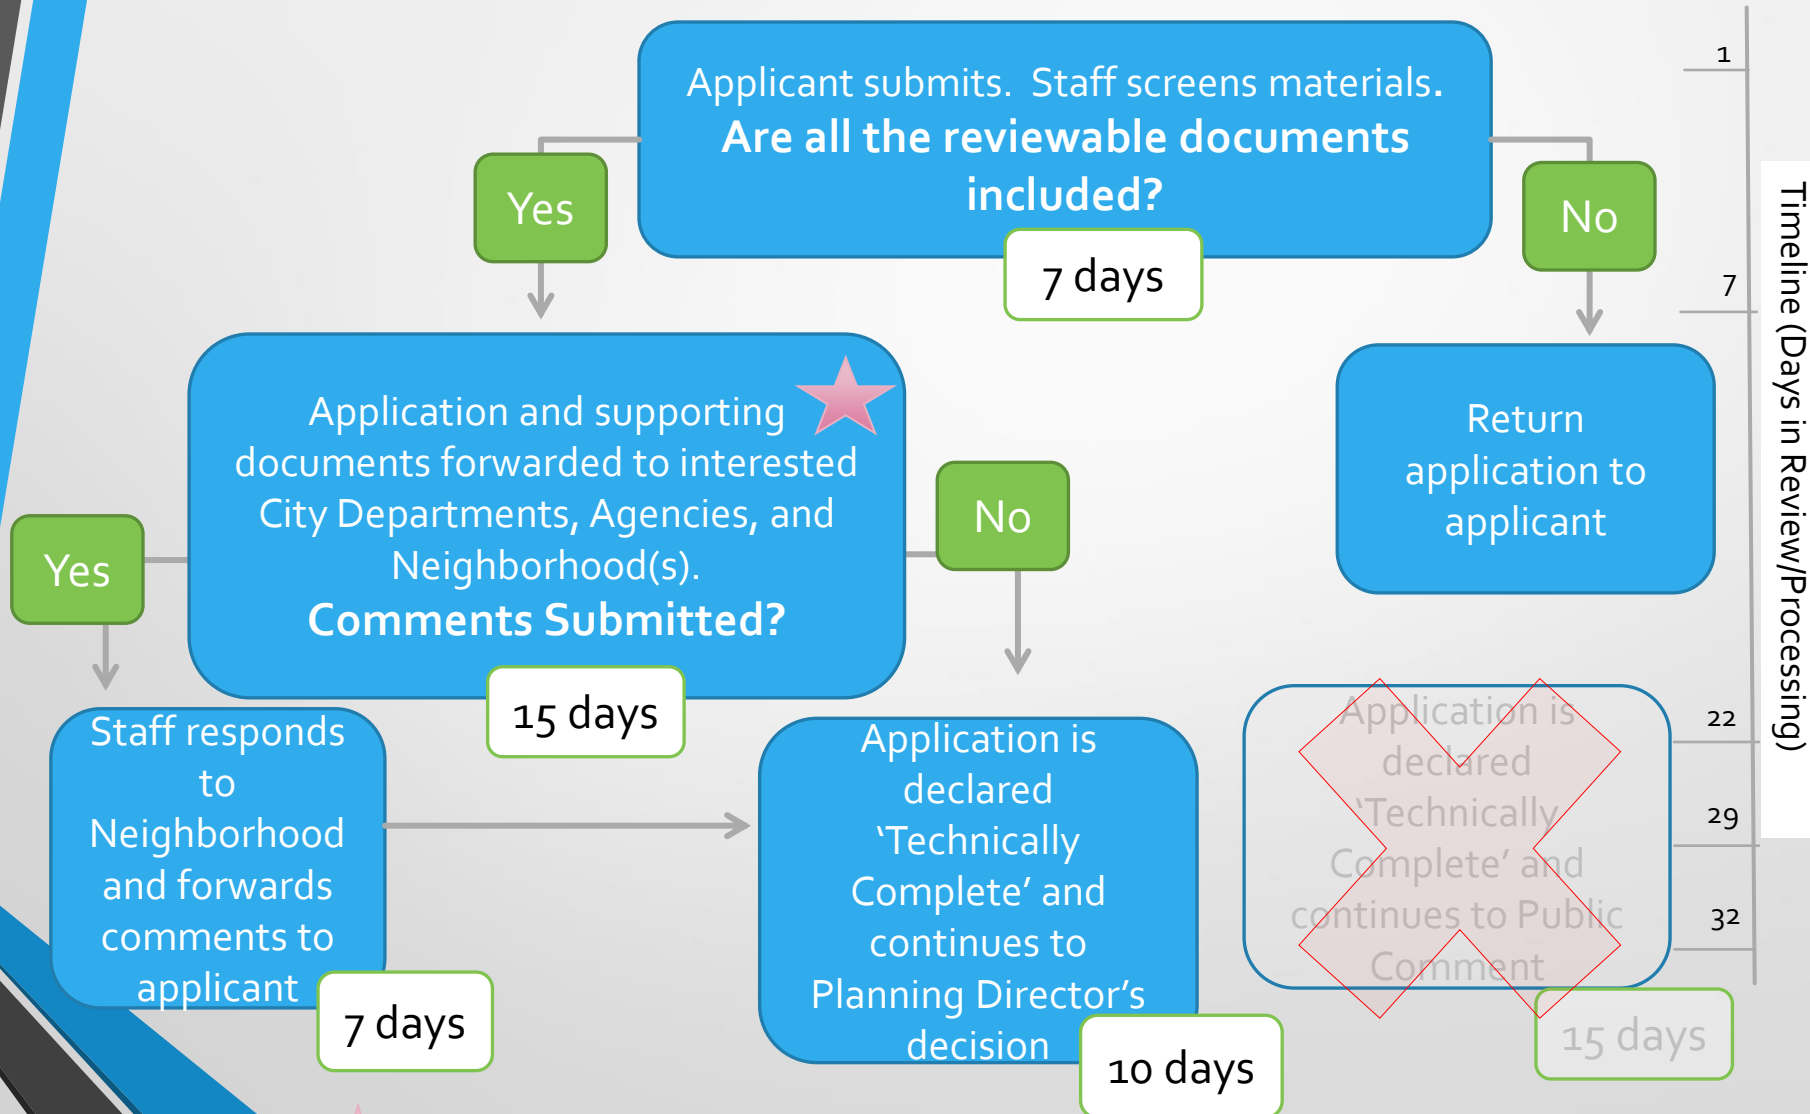 Applicant submits. Staff screens materials.
Are all the reviewable documents
included?
7 days
Yes
No
Application and supporting
documents forwarded to interested
City Departments, Agencies, and
Neighborhood(s).
Comments Submitted?
15 days
Return
application to
applicant
Yes
No
Staff responds
to
Neighborhood
and forwards
comments to
applicant
7 days
Application is
declared
‘Technically
Complete’ and
continues to
Planning Director’s
decision
10 days
Application is
declared
‘Technically
Complete’ and
continues to Public
Comment
15 days
1
7
22
29
32
Timeline (Days in Review/Processing)